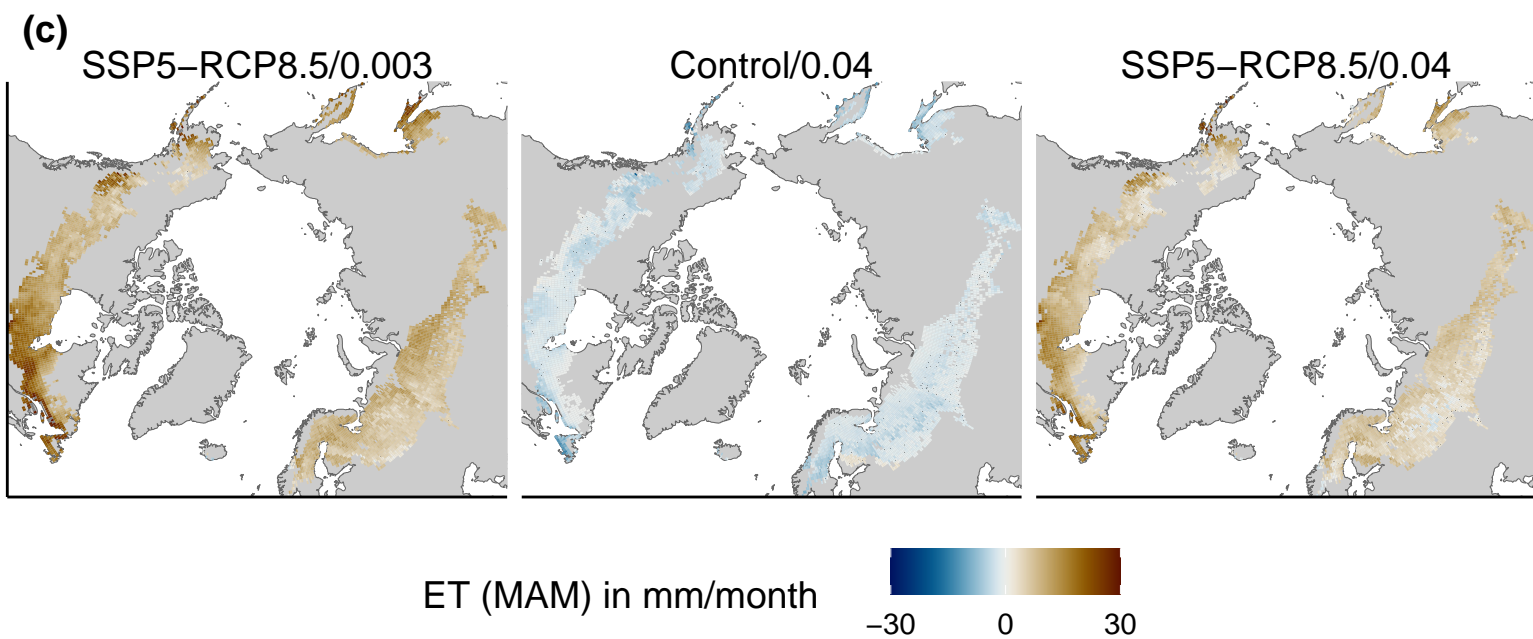 (c)
SSP5−RCP8.5/0.003
Control/0.04
SSP5−RCP8.5/0.04
ET (MAM) in mm/month
−30
0
30